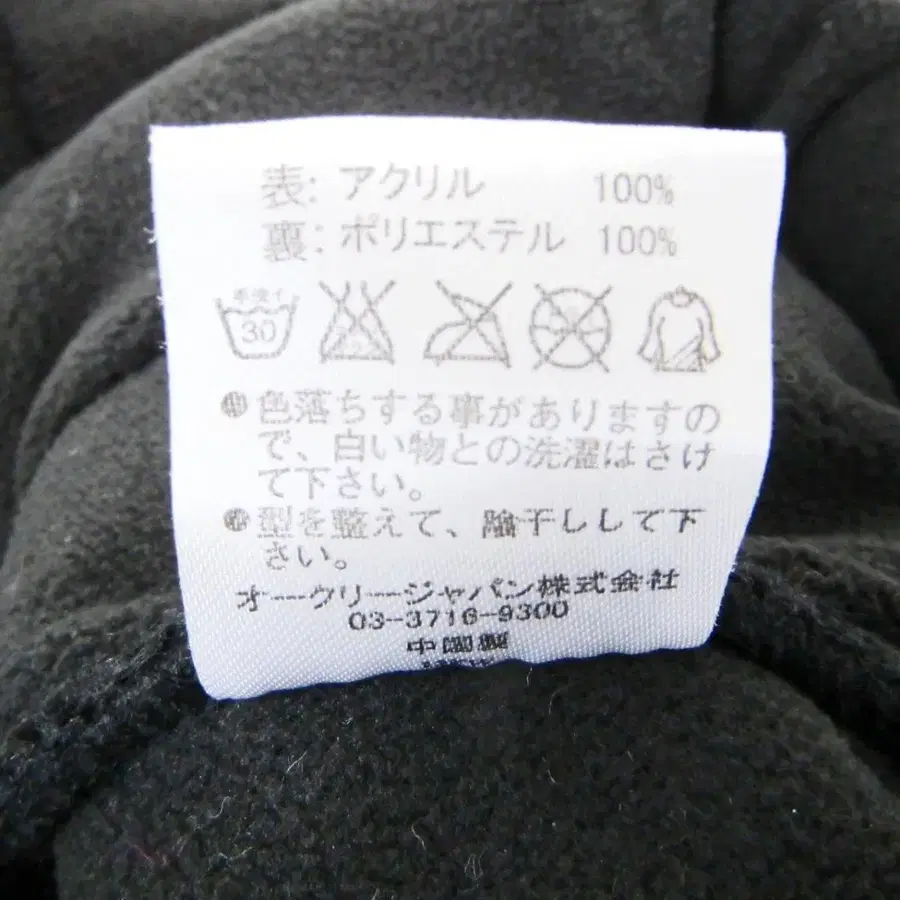 表: アクリル 100%
裏: ポリエステル 100%
手洗イ
30
色落ちする事がありますの
で、白い物との洗濯はさけ
て下さい。
型を整えて、陰干しして下
さい。
オークリージャパン株式会社
03-3716-9300
中国製